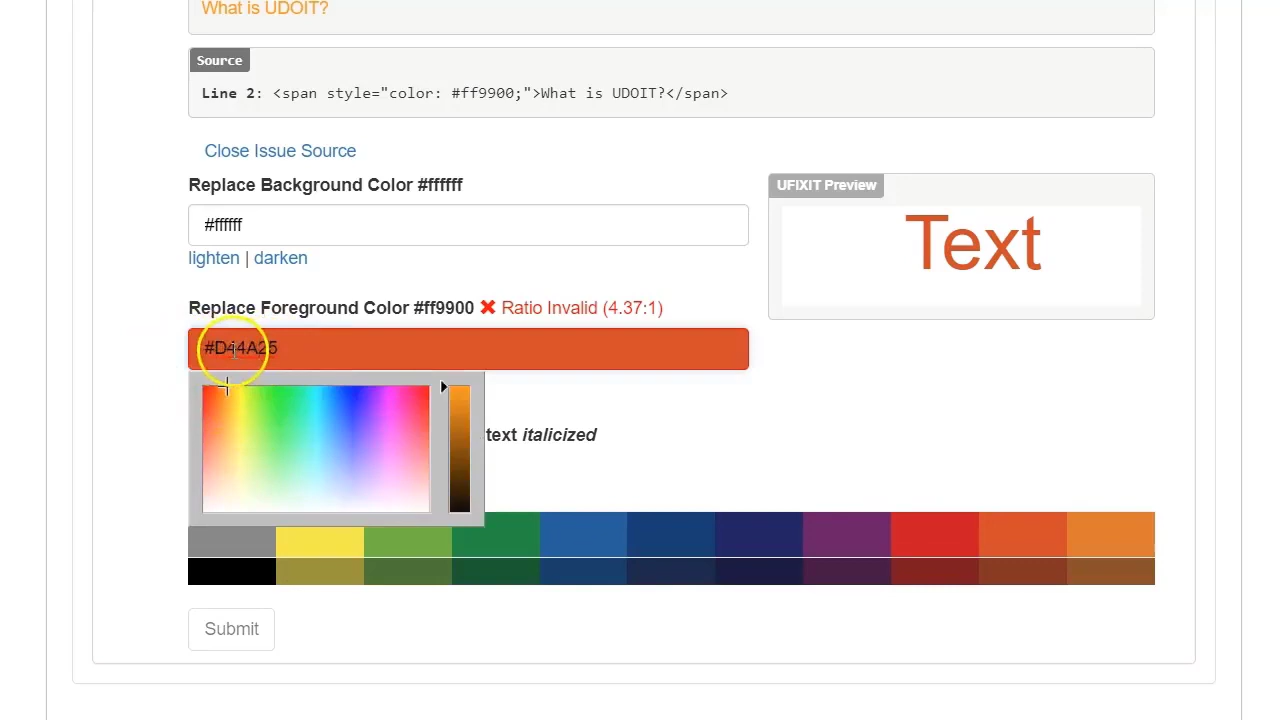 What is UDOIT?
Source
Line 2: <span style="color: #ff9900;">What is UDOIT?</span>
Close Issue Source
Replace Background Color #ffffff
UFIXIT Preview
#ffffff
Text
lighten | darken
Replace Foreground Color #ff9900 ✖ Ratio Invalid (4.37:1)
#D44A25
text italicized
Submit